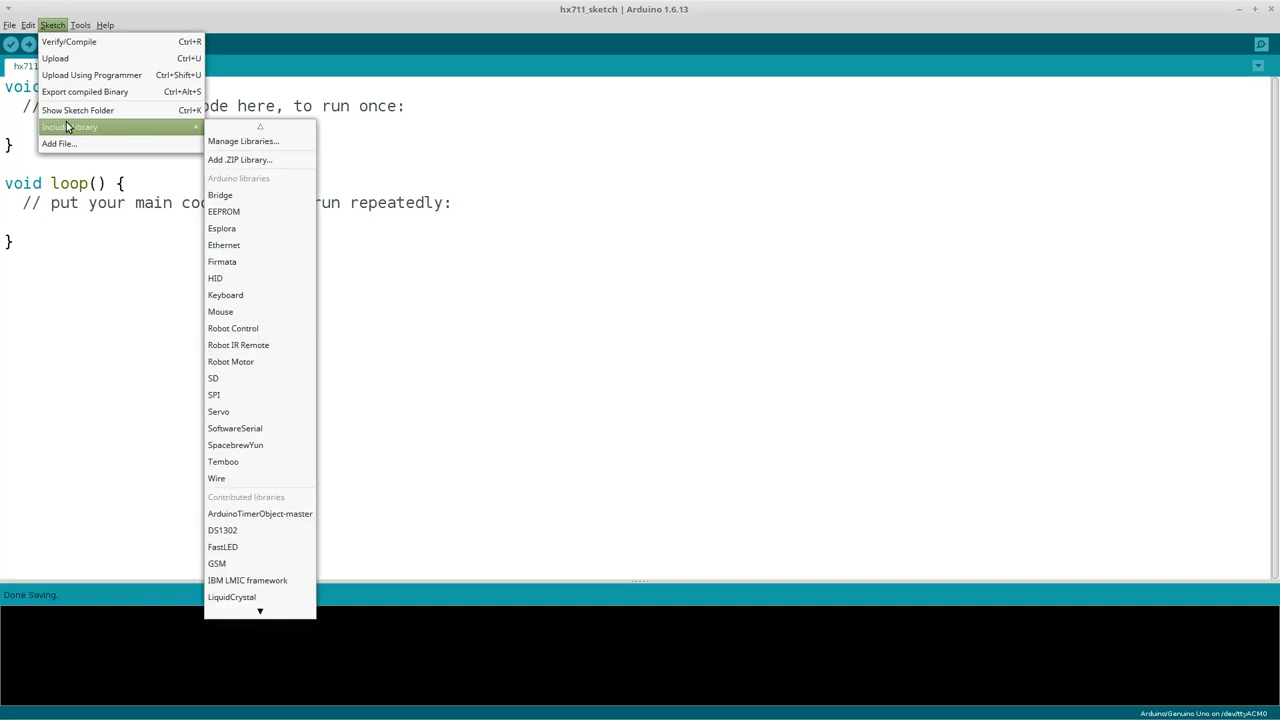 hx711_sketch | Arduino 1.6.13
File Edit Sketch Tools Help
Verify/Compile Ctrl+R
Upload Ctrl+U
Upload Using Programmer Ctrl+Shift+U
Export compiled Binary Ctrl+Alt+S
Show Sketch Folder Ctrl+K
Include Library
Add File...
hx711
void
// ode here, to run once:
}
void loop() {
// put your main co run repeatedly:
}
Manage Libraries...
Add .ZIP Library...
Arduino libraries
Bridge
EEPROM
Esplora
Ethernet
Firmata
HID
Keyboard
Mouse
Robot Control
Robot IR Remote
Robot Motor
SD
SPI
Servo
SoftwareSerial
SpacebrewYun
Temboo
Wire
Contributed libraries
ArduinoTimerObject-master
DS1302
FastLED
GSM
IBM LMIC framework
LiquidCrystal
Done Saving.
Arduino/Genuino Uno on /dev/ttyACM0